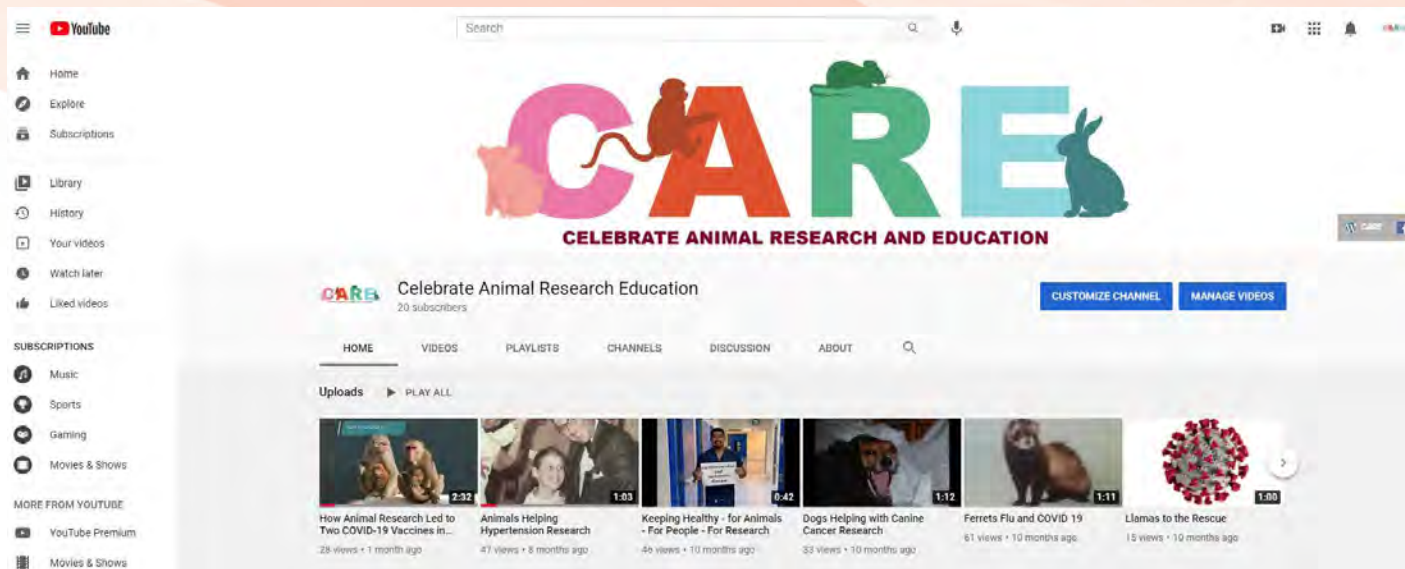 YouTube
Search
Home
Explore
Subscriptions
Library
History
Your videos
Watch later
Liked videos
SUBSCRIPTIONS
Music
Sports
Gaming
Movies & Shows
MORE FROM YOUTUBE
YouTube Premium
Movies & Shows
CARE
CELEBRATE ANIMAL RESEARCH AND EDUCATION
CARE
CARE
Celebrate Animal Research Education
20 subscribers
CUSTOMIZE CHANNEL
MANAGE VIDEOS
HOME VIDEOS PLAYLISTS CHANNELS DISCUSSION ABOUT
Uploads PLAY ALL
2:32
1:03
0:42
1:12
1:11
1:00
How Animal Research Led to
Two COVID-19 Vaccines in...
28 views • 1 month ago
Animals Helping
Hypertension Research
47 views • 8 months ago
Keeping Healthy - for Animals
- For People - For Research
46 views • 10 months ago
Dogs Helping with Canine
Cancer Research
33 views • 10 months ago
Ferrets Flu and COVID 19
61 views • 10 months ago
Llamas to the Rescue
15 views • 10 months ago